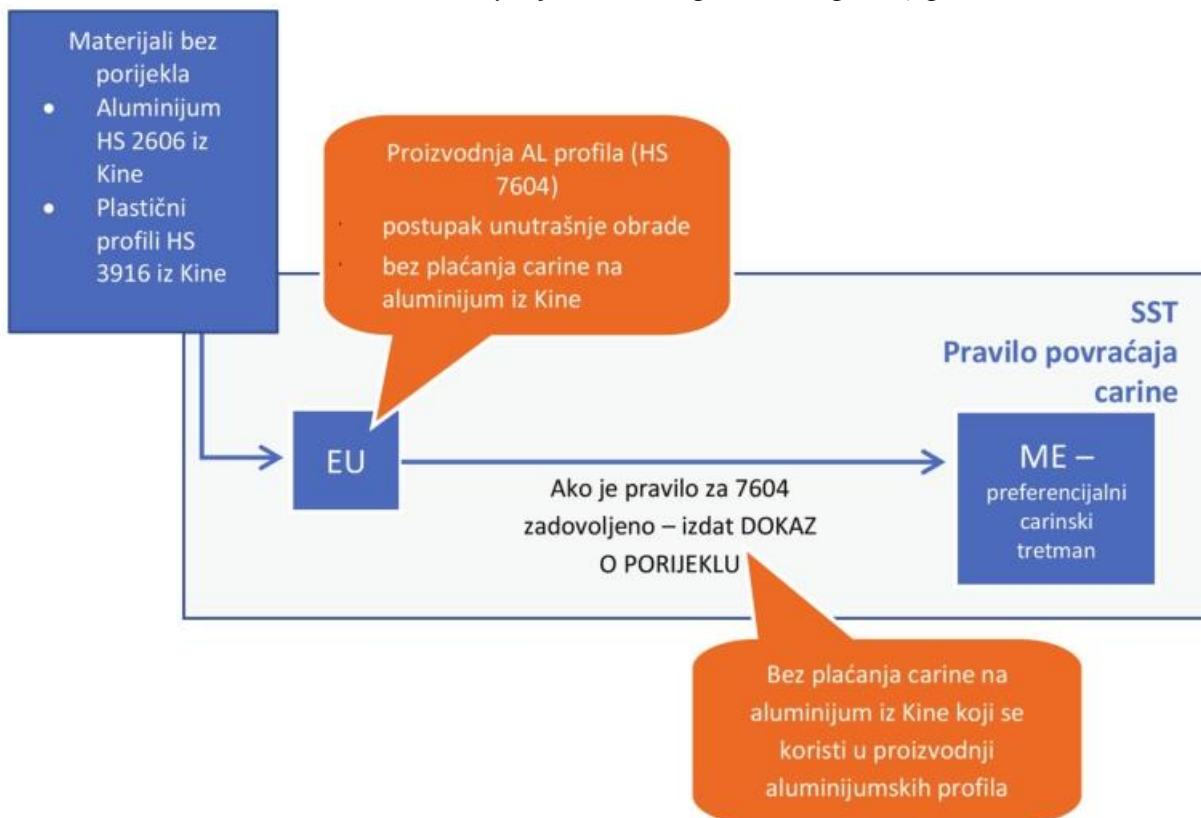 Materijali bez
porijekla
• Aluminijum
HS 2606 iz
Kine
• Plastični
profili HS
3916 iz Kine
Proizvodnja AL profila (HS
7604)
· postupak unutrašnje obrade
· bez plaćanja carine na
aluminijum iz Kine
SST
Pravilo povraćaja
carine
EU
Ako je pravilo za 7604
zadovoljeno – izdat DOKAZ
O PORIJEKLU
ME –
preferencijalni
carinski
tretman
Bez plaćanja carine na
aluminijum iz Kine koji se
koristi u proizvodnji
aluminijumskih profila